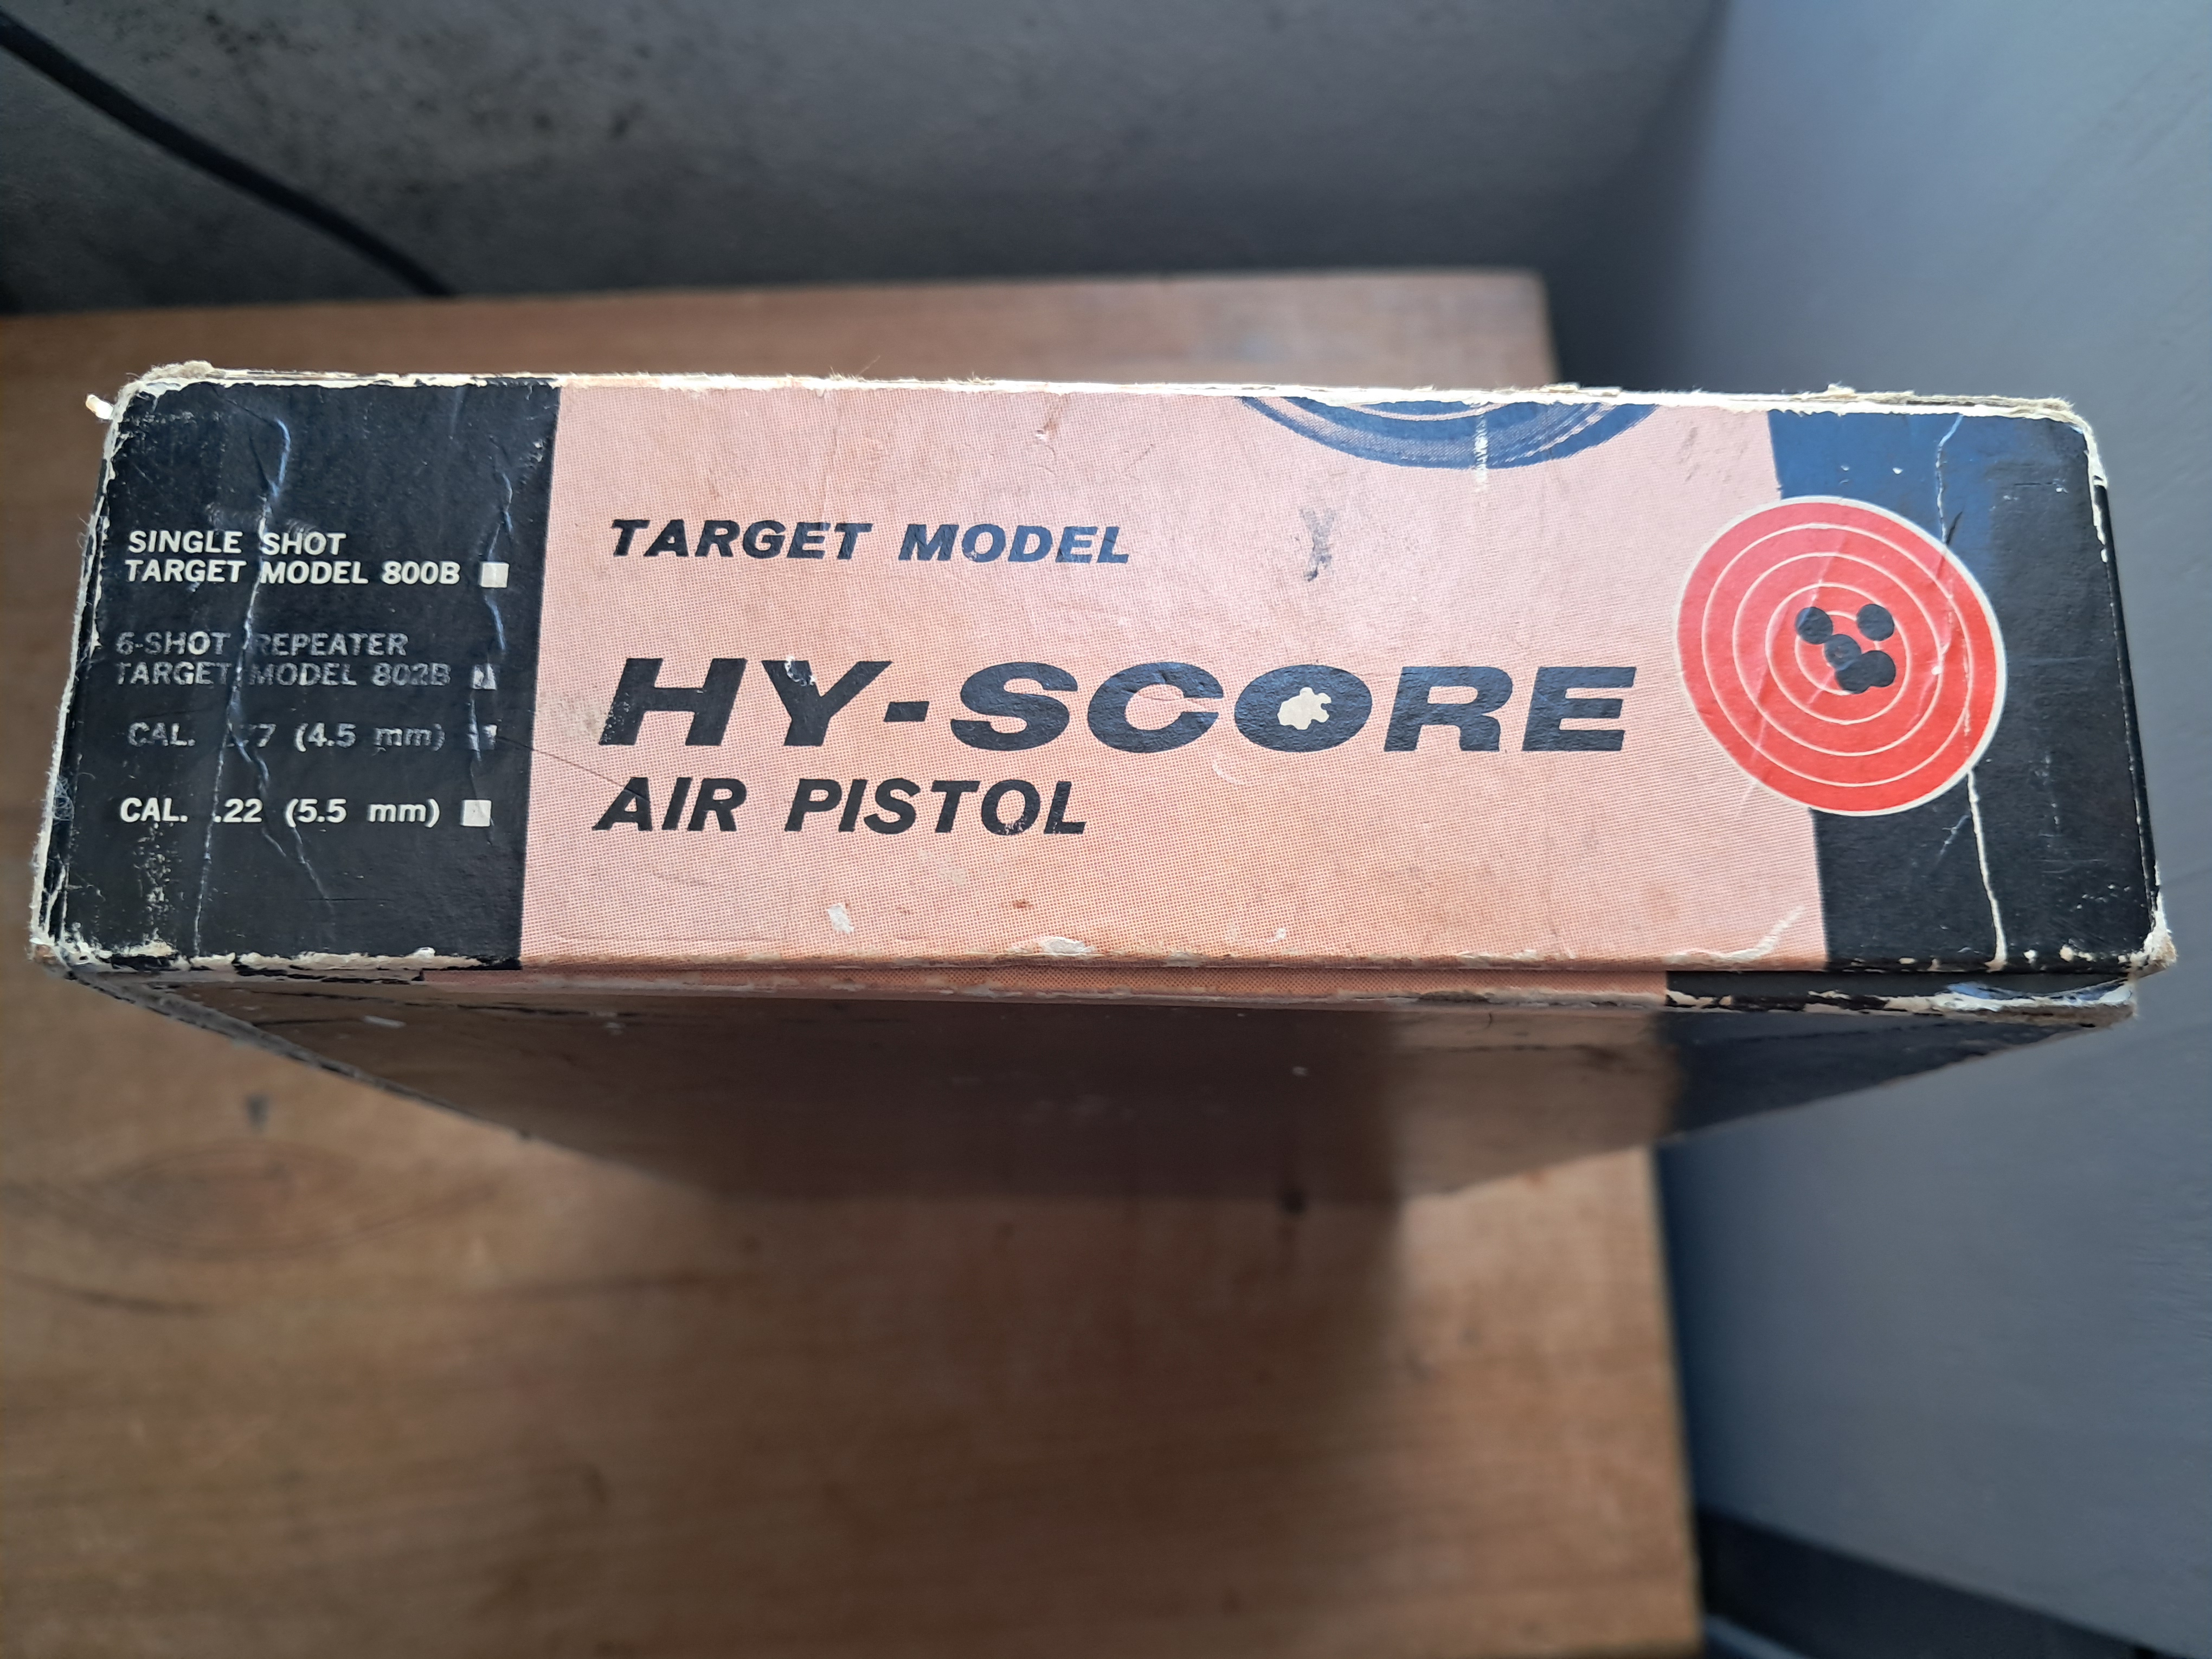 SINGLE SHOT
TARGET MODEL 800B
6-SHOT REPEATER
TARGET MODEL 802B
CAL. .177 (4.5 mm)
CAL. .22 (5.5 mm)
TARGET MODEL
HY-SCORE
AIR PISTOL